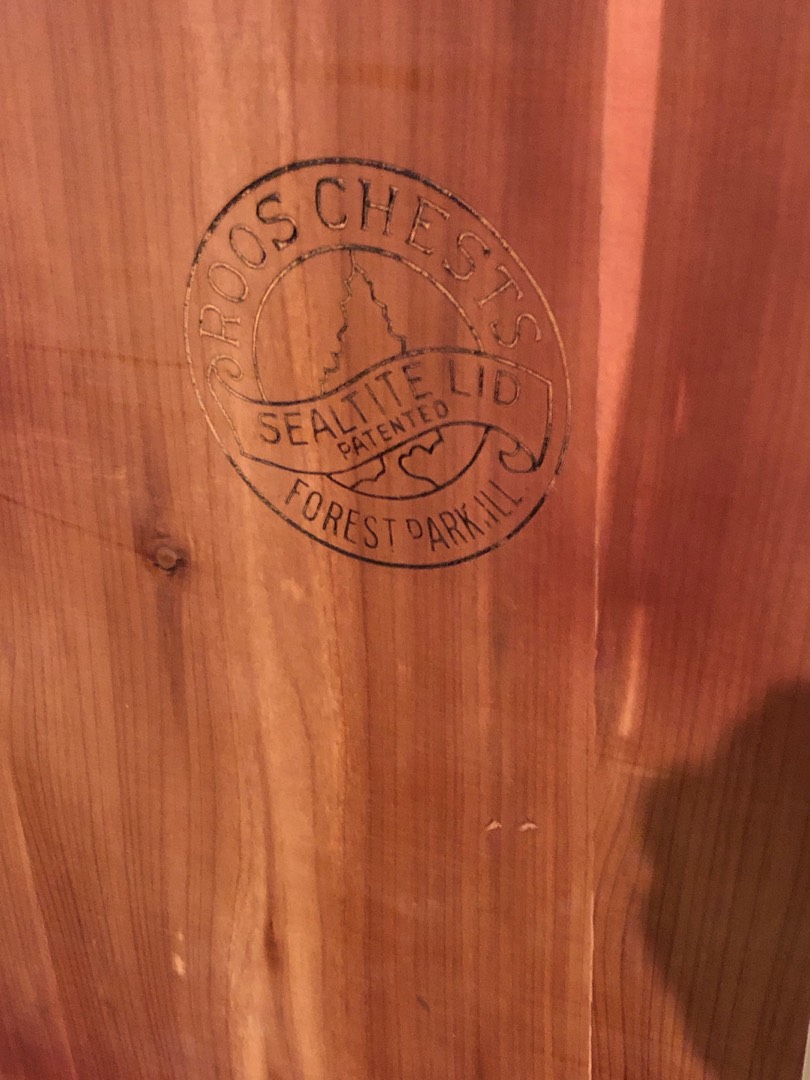 ROOS CHESTS
SEALTITE LID
PATENTED
FOREST PARK, ILL.